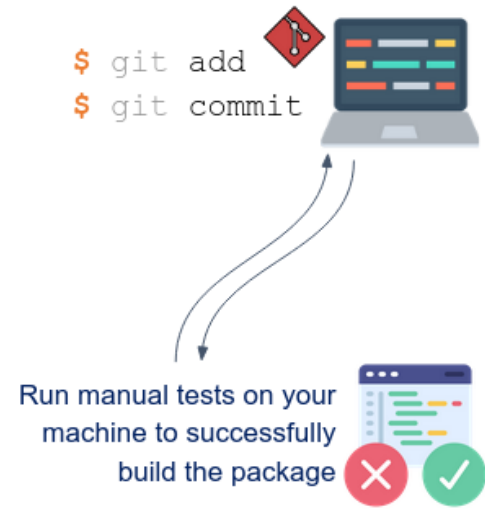 $ git add
$ git commit
Run manual tests on your
machine to successfully
build the package